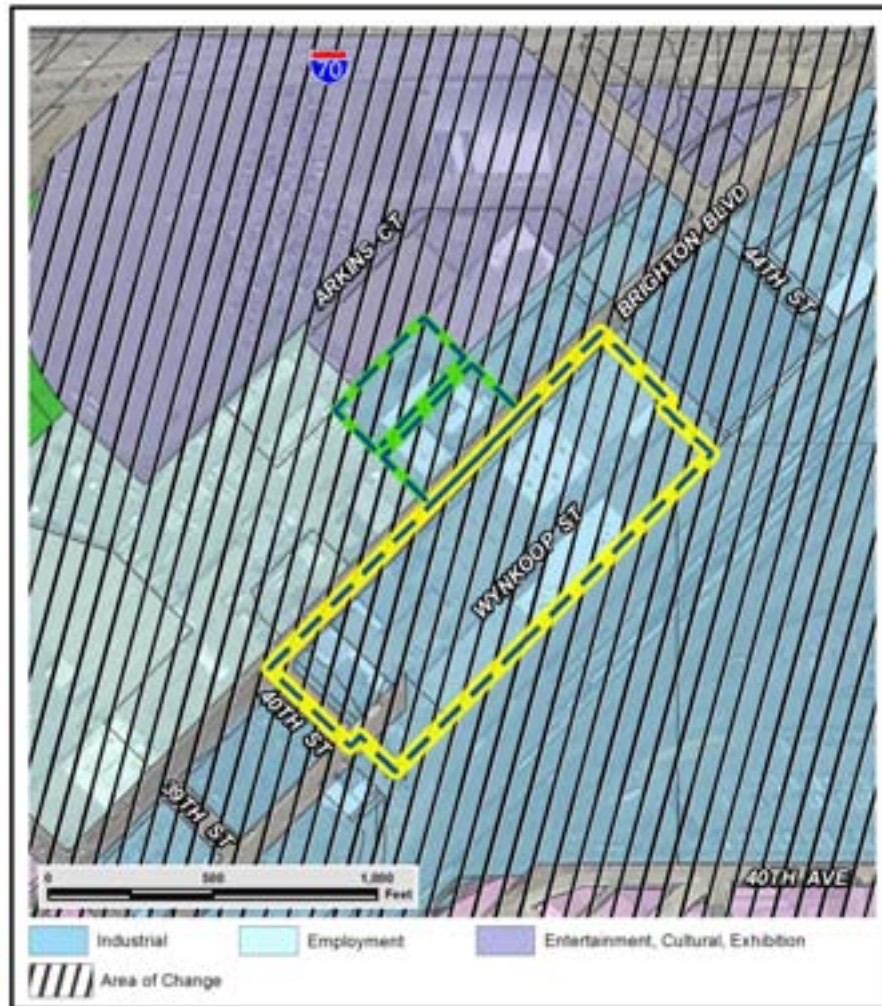 70
ARKINS CT
BRIGHTON BLVD
44TH ST
WYNKOOP ST
40TH ST
39TH ST
40TH AVE
0 500 1,000
Feet
Industrial Employment Entertainment, Cultural, Exhibition
Area of Change